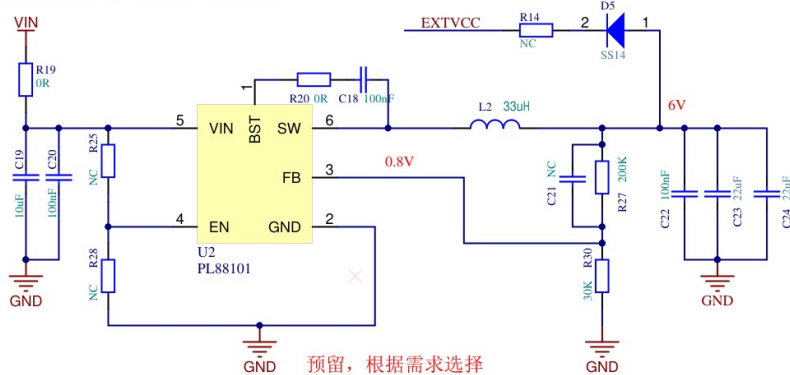 VIN
EXTVCC
R14
NC
D5
2
1
SS14
R19
0R
1
R20 0R
C18 100nF
L2
33uH
6V
5
VIN
BST
SW
6
C19
10uF
C20
100nF
R25
NC
0.8V
FB
3
C21
NC
R27
200K
C22
100nF
C23
22uF
C24
22uF
4
EN
GND
2
U2
PL88101
R28
NC
R30
30K
GND
GND
GND
GND
预留，根据需求选择